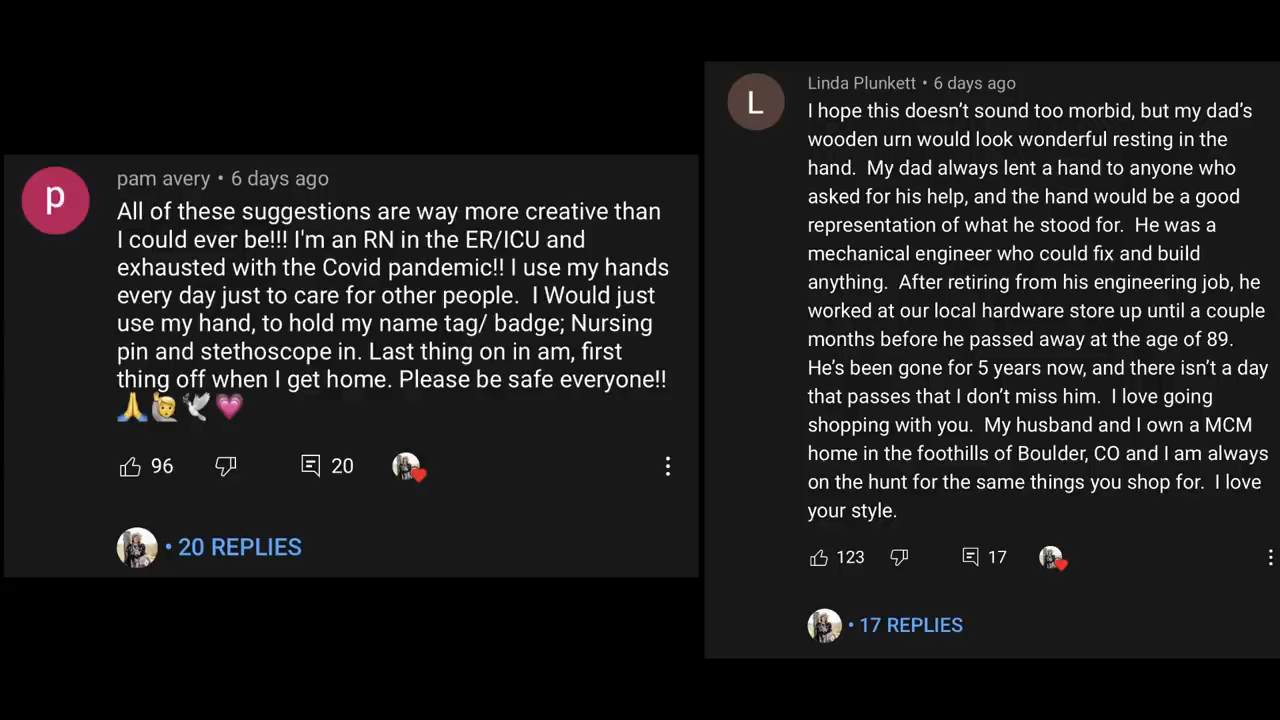 p
pam avery • 6 days ago
All of these suggestions are way more creative than
I could ever be!!! I'm an RN in the ER/ICU and
exhausted with the Covid pandemic!! I use my hands
every day just to care for other people.  I Would just
use my hand, to hold my name tag/ badge; Nursing
pin and stethoscope in. Last thing on in am, first
thing off when I get home. Please be safe everyone!!
🙏🙋🕊️💗
96
20
• 20 REPLIES
L
Linda Plunkett • 6 days ago
I hope this doesn’t sound too morbid, but my dad’s
wooden urn would look wonderful resting in the
hand.  My dad always lent a hand to anyone who
asked for his help, and the hand would be a good
representation of what he stood for.  He was a
mechanical engineer who could fix and build
anything.  After retiring from his engineering job, he
worked at our local hardware store up until a couple
months before he passed away at the age of 89.
He’s been gone for 5 years now, and there isn’t a day
that passes that I don’t miss him.  I love going
shopping with you.  My husband and I own a MCM
home in the foothills of Boulder, CO and I am always
on the hunt for the same things you shop for.  I love
your style.
123
17
• 17 REPLIES